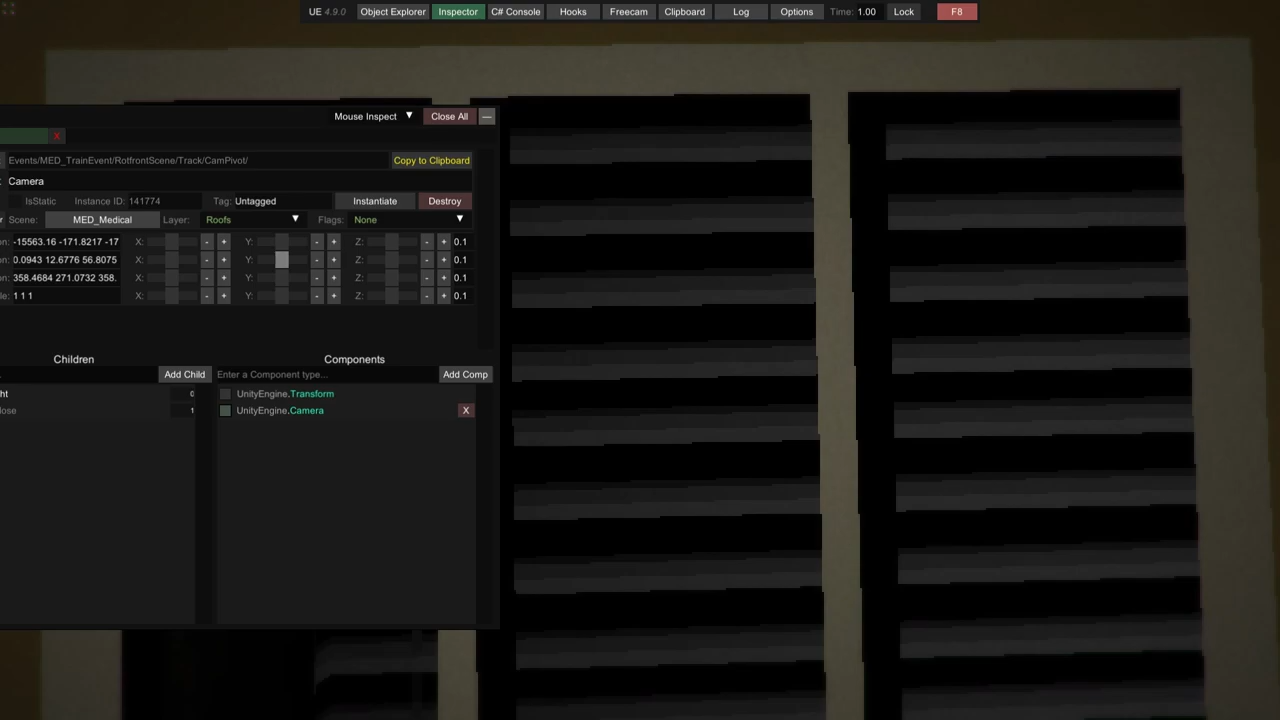 UE 4.9.0 Object Explorer Inspector C# Console Hooks Freecam Clipboard Log Options Time: 1.00 Lock F8
Mouse Inspect ▼ Close All —
X
Events/MED_TrainEvent/RotfrontScene/Track/CamPivot/ Copy to Clipboard
Camera
IsStatic Instance ID: 141774 Tag: Untagged Instantiate Destroy
Scene: MED_Medical Layer: Roofs ▼ Flags: None ▼
-15563.16 -171.8217 -17 X: - + Y: - + Z: - + 0.1
0.0943 12.6776 56.8075 X: - + Y: - + Z: - + 0.1
358.4684 271.0732 358. X: - + Y: - + Z: - + 0.1
1 1 1 X: - + Y: - + Z: - + 0.1
Children Components
Add Child Enter a Component type... Add Comp
ht 0 UnityEngine.Transform
lose 1 UnityEngine.Camera X